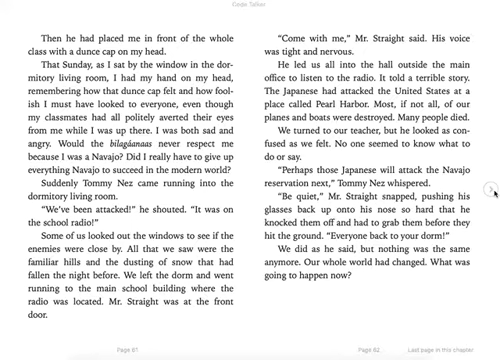 Code Talker
Then he had placed me in front of the whole
class with a dunce cap on my head.
That Sunday, as I sat by the window in the dor-
mitory living room, I had my hand on my head,
remembering how that dunce cap felt and how fool-
ish I must have looked to everyone, even though
my classmates had all politely averted their eyes
from me while I was up there. I was both sad and
angry. Would the bilagáanaas never respect me
because I was a Navajo? Did I really have to give up
everything Navajo to succeed in the modern world?
Suddenly Tommy Nez came running into the
dormitory living room.
“We’ve been attacked!” he shouted. “It was on
the school radio!”
Some of us looked out the windows to see if the
enemies were close by. All that we saw were the
familiar hills and the dusting of snow that had
fallen the night before. We left the dorm and went
running to the main school building where the
radio was located. Mr. Straight was at the front
door.
Page 81.
“Come with me,” Mr. Straight said. His voice
was tight and nervous.
He led us all into the hall outside the main
office to listen to the radio. It told a terrible story.
The Japanese had attacked the United States at
a place called Pearl Harbor. Most, if not all, of our
planes and boats were destroyed. Many people died.
We turned to our teacher, but he looked as con-
fused as we felt. No one seemed to know what to
do or say.
“Perhaps those Japanese will attack the Navajo
reservation next,” Tommy Nez whispered.
“Be quiet,” Mr. Straight snapped, pushing his
glasses back up onto his nose so hard that he
knocked them off and had to grab them before they
hit the ground. “Everyone back to your dorm!”
We did as he said, but nothing was the same
anymore. Our whole world had changed. What was
going to happen now?
Page 82.
Last page in this chapter